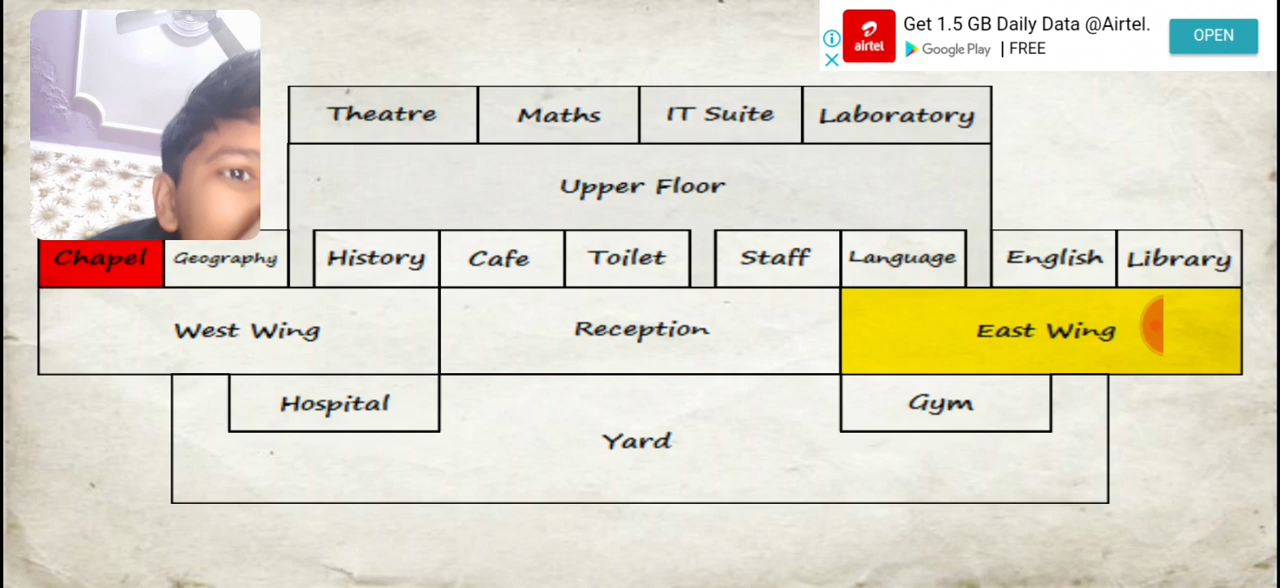 Get 1.5 GB Daily Data @Airtel.
airtel
Google Play | FREE
OPEN
Theatre Maths IT Suite Laboratory
Upper Floor
Chapel Geography History Cafe Toilet Staff Language English Library
West Wing Reception East Wing
Hospital Gym
Yard